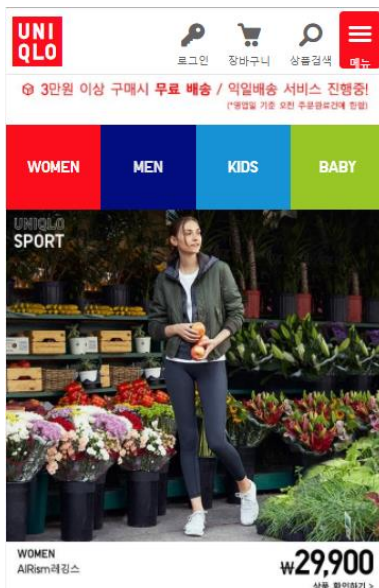 UNI
QLO
로그인 장바구니 상품검색 메뉴
3만원 이상 구매시 무료 배송 / 익일배송 서비스 진행중!
(*영업일 기준 오전 주문완료건에 한함)
WOMEN MEN KIDS BABY
UNIQLO
SPORT
WOMEN
AIRism레깅스
₩29,900
상품 확인하기 >